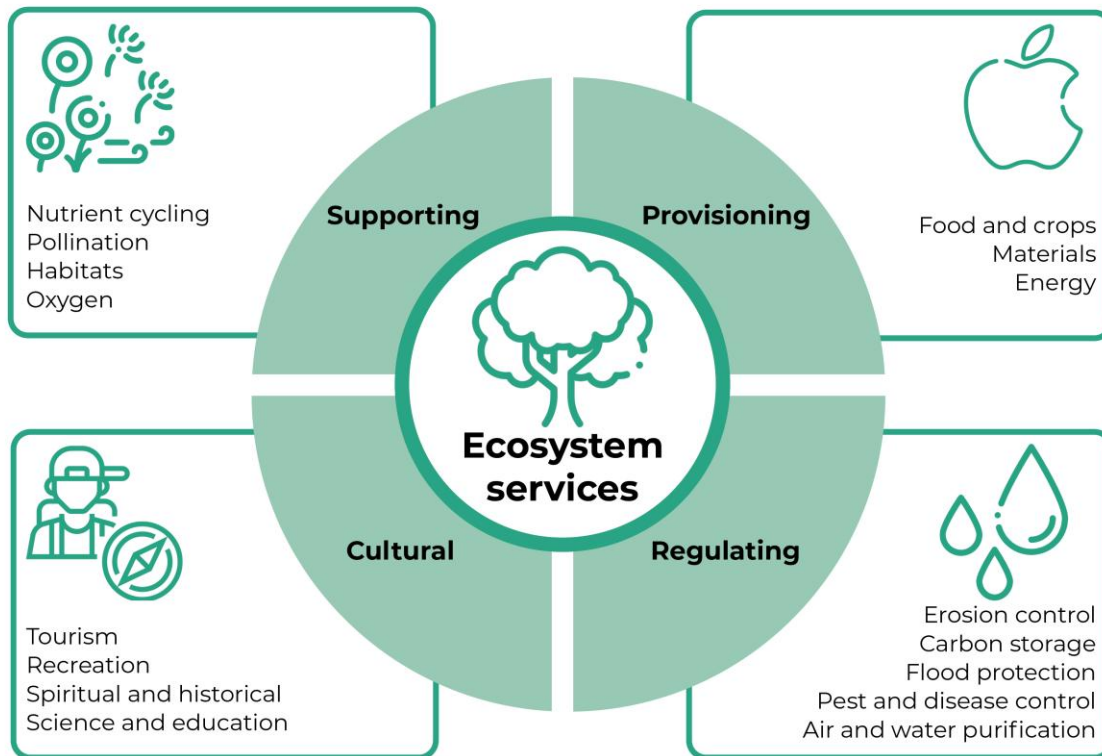 Supporting
Nutrient cycling
Pollination
Habitats
Oxygen
Provisioning
Food and crops
Materials
Energy
Ecosystem
services
Cultural
Tourism
Recreation
Spiritual and historical
Science and education
Regulating
Erosion control
Carbon storage
Flood protection
Pest and disease control
Air and water purification